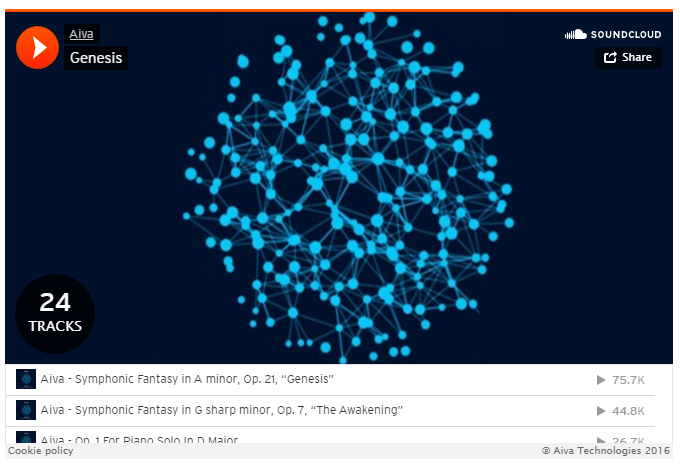 Aiva
Genesis
SOUNDCLOUD
Share
24
TRACKS
Aiva - Symphonic Fantasy in A minor, Op. 21, “Genesis”
75.7K
Aiva - Symphonic Fantasy in G sharp minor, Op. 7, “The Awakening”
44.8K
Aiva - Op. 1 For Piano Solo In D Major
26.7K
Cookie policy
® Aiva Technologies 2016